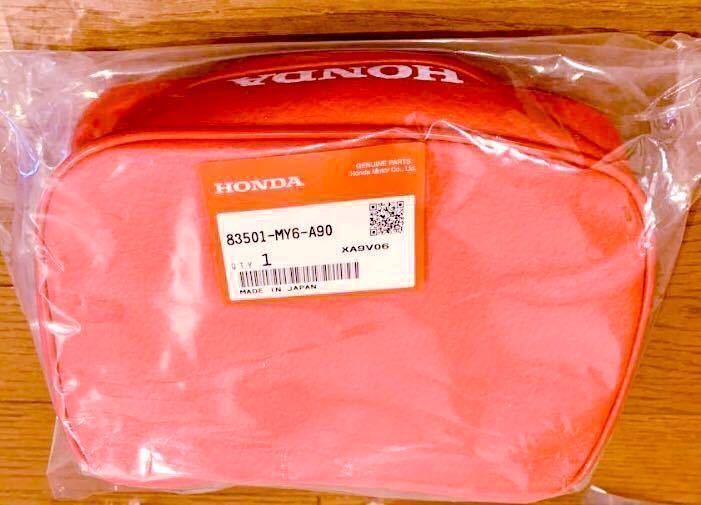 HONDA
GENUINE PARTS
Honda Motor Co., Ltd.
HONDA
83501-MY6-A90
XA9V06
QTY 1
MADE IN JAPAN